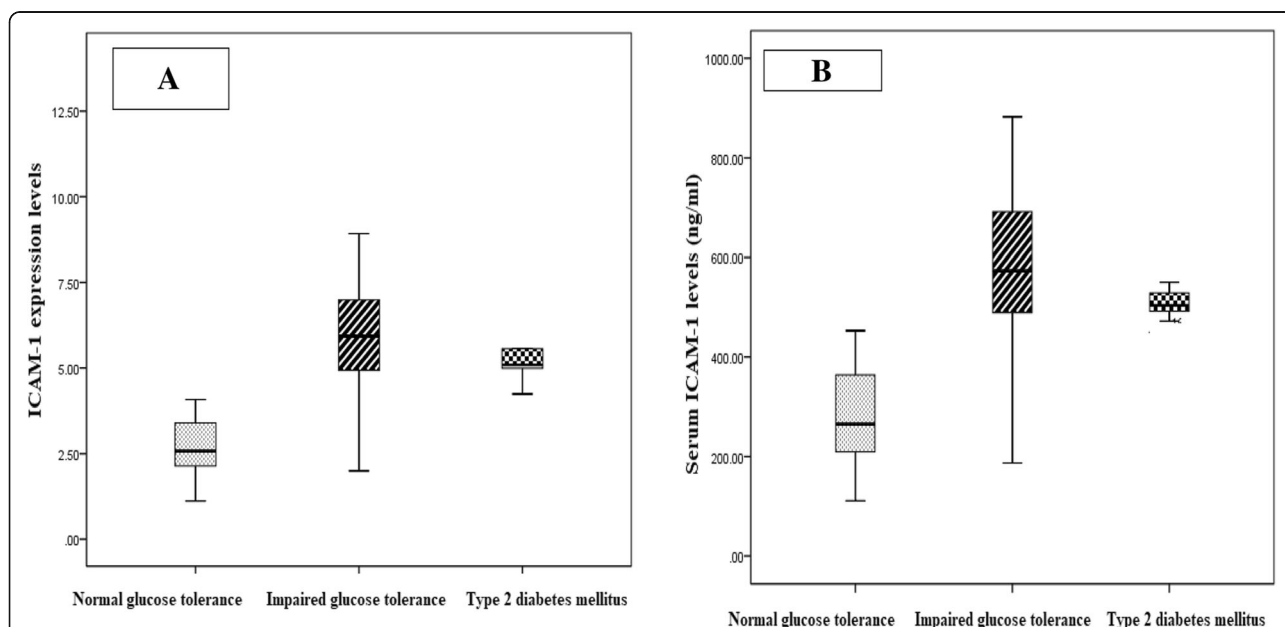 A
ICAM-1 expression levels
12.50
10.00
7.50
5.00
2.50
.00
Normal glucose tolerance Impaired glucose tolerance Type 2 diabetes mellitus
B
Serum ICAM-1 levels (ng/ml)
1000.00
800.00
600.00
400.00
200.00
.00
Normal glucose tolerance Impaired glucose tolerance Type 2 diabetes mellitus